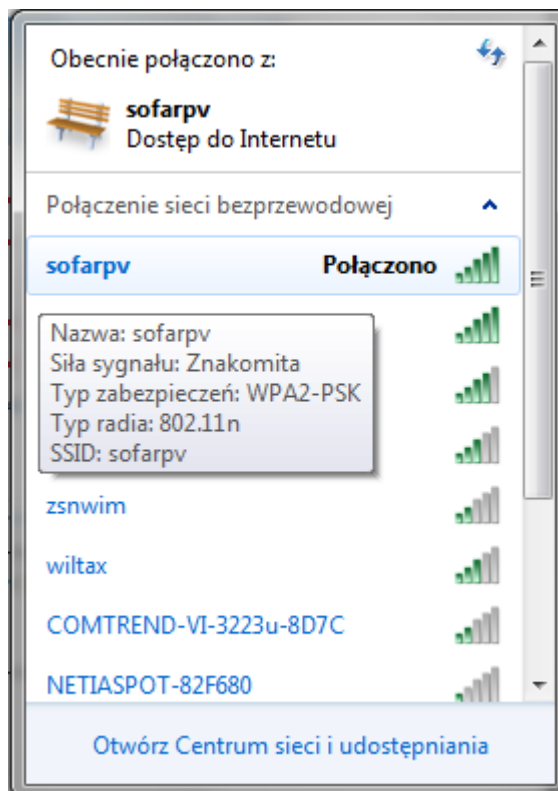 Obecnie połączono z:
sofarpv
Dostęp do Internetu
Połączenie sieci bezprzewodowej
sofarpv Połączono
Nazwa: sofarpv
Siła sygnału: Znakomita
Typ zabezpieczeń: WPA2-PSK
Typ radia: 802.11n
SSID: sofarpv
zsnwim
wiltax
COMTREND-VI-3223u-8D7C
NETIASPOT-82F680
Otwórz Centrum sieci i udostępniania